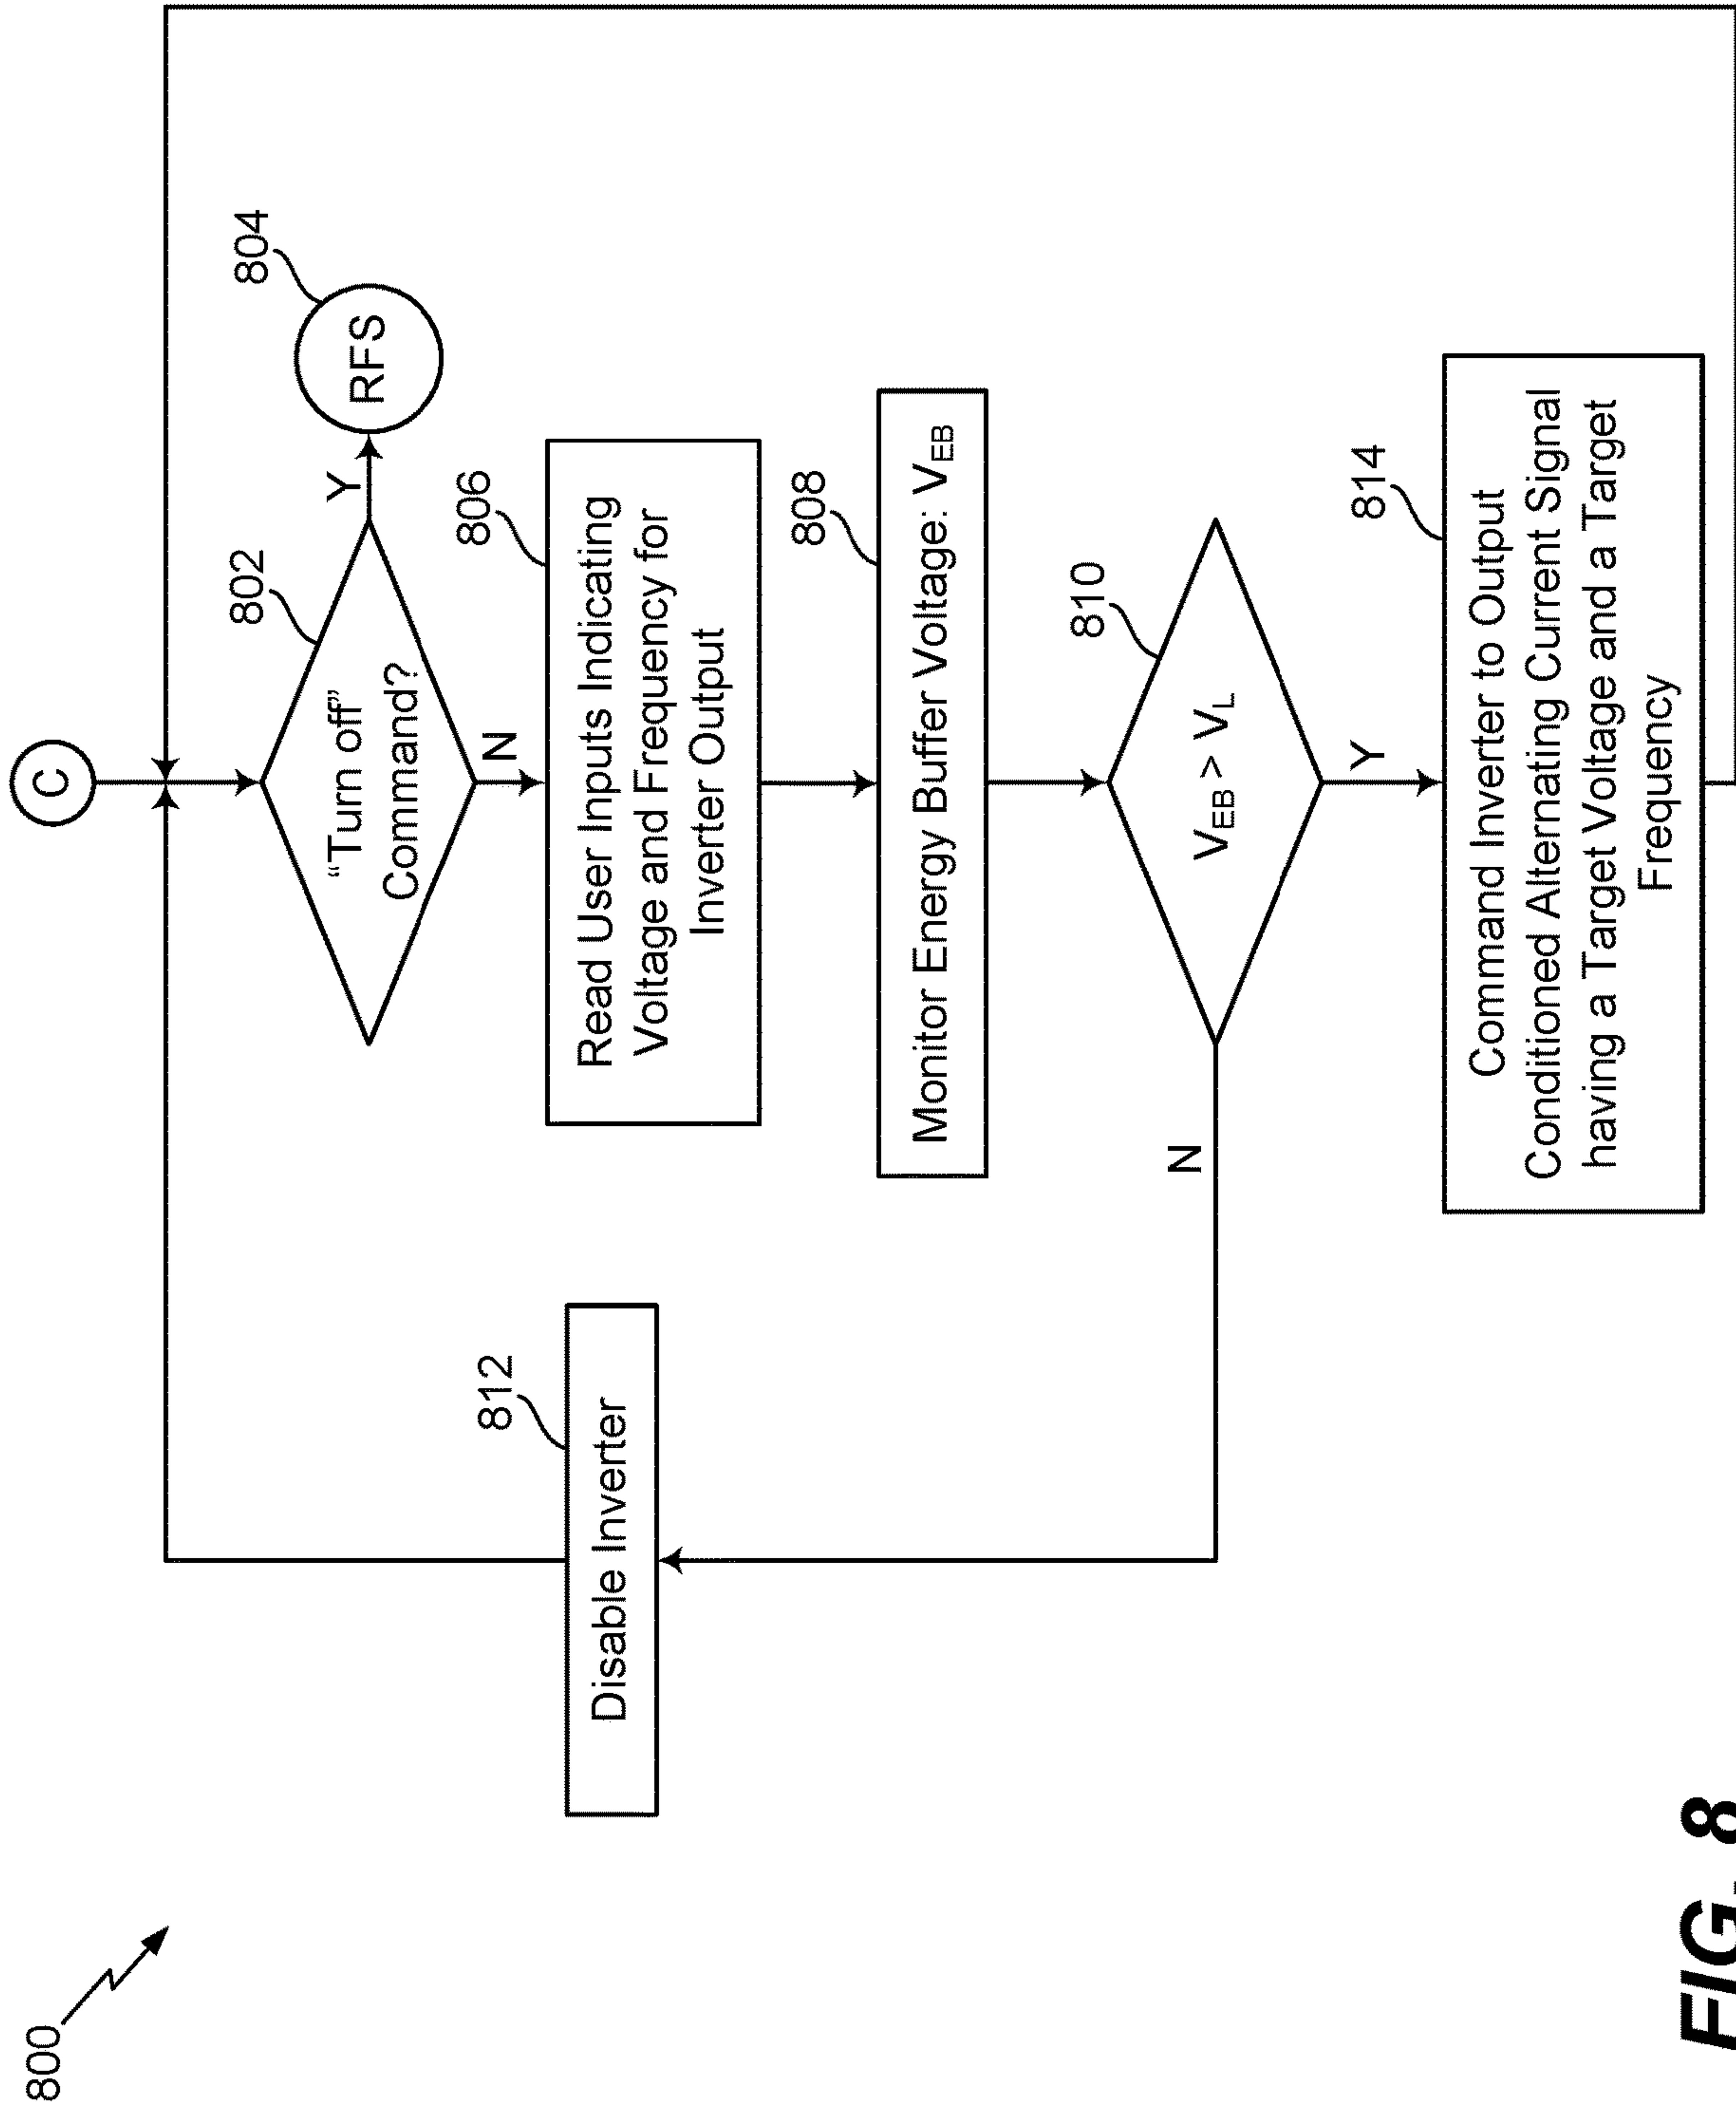 800
C
802
"Turn off"
Command?
Y
804
RFS
N
806
Read User Inputs Indicating
Voltage and Frequency for
Inverter Output
808
Monitor Energy Buffer Voltage: VEB
810
VEB > VL
N
812
Disable Inverter
Y
814
Command Inverter to Output
Conditioned Alternating Current Signal
having a Target Voltage and a Target
Frequency
FIG. 8